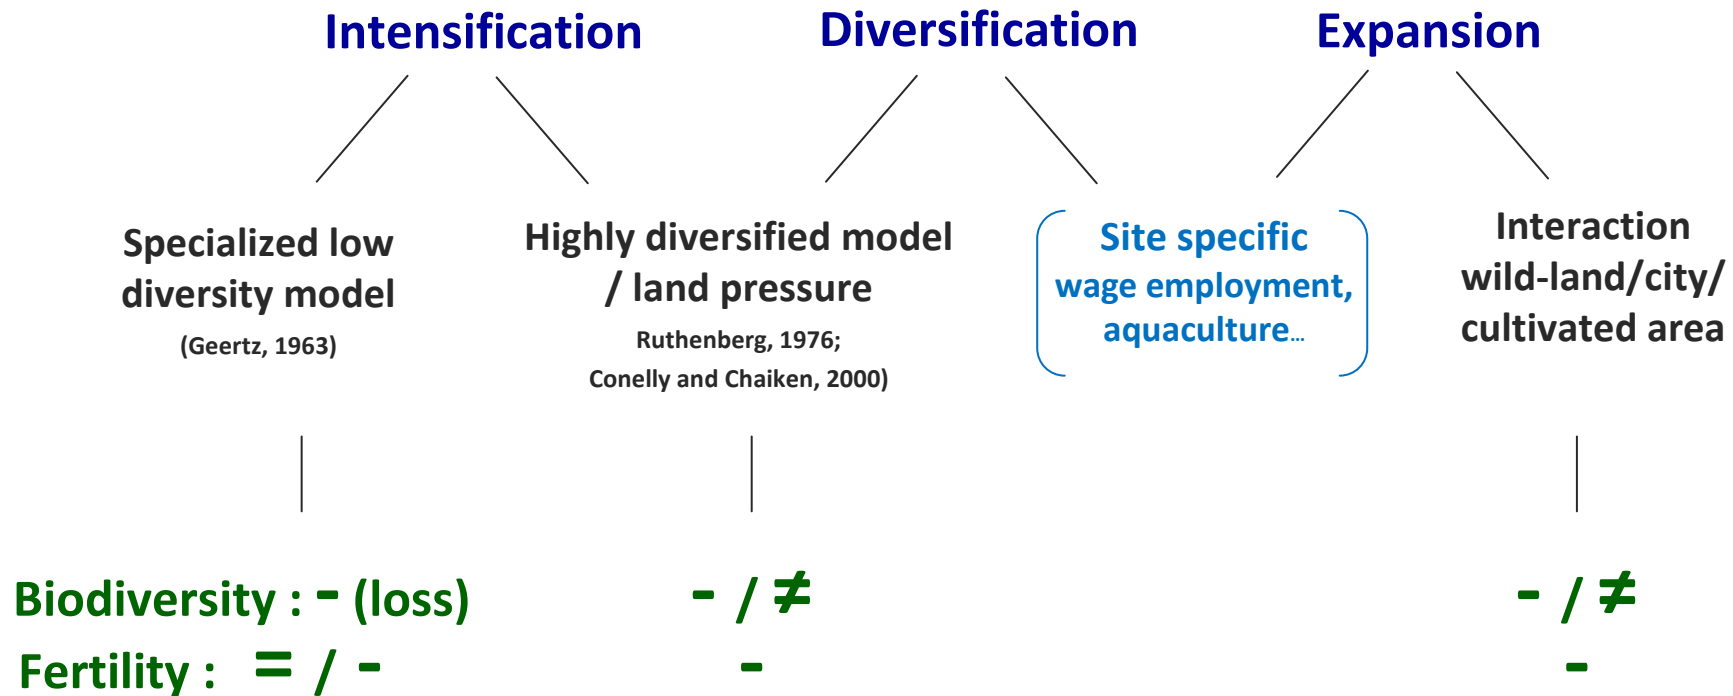 Intensification
Diversification
Expansion
Specialized low
diversity model
(Geertz, 1963)
Highly diversified model
/ land pressure
Ruthenberg, 1976;
Conelly and Chaiken, 2000)
Site specific
wage employment,
aquaculture...
Interaction
wild-land/city/
cultivated area
Biodiversity : - (loss)
- / ≠
- / ≠
Fertility : = / -
-
-